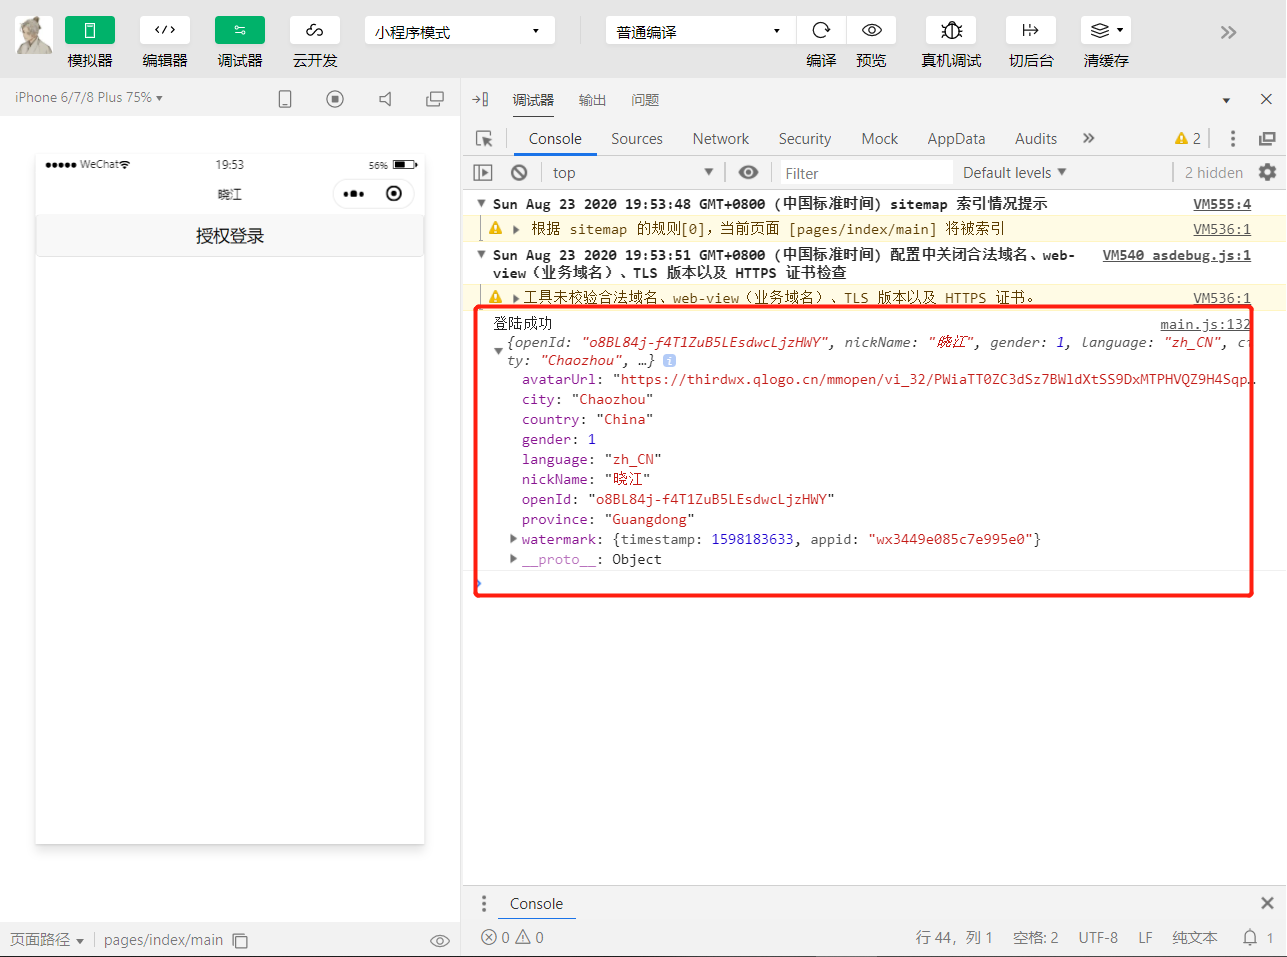 小程序模式
普通编译
模拟器 编辑器 调试器 云开发 编译 预览 真机调试 切后台 清缓存
iPhone 6/7/8 Plus 75%
调试器 输出 问题
Console Sources Network Security Mock AppData Audits 2
top Filter Default levels 2 hidden
WeChat 19:53 56%
晓江
授权登录
Sun Aug 23 2020 19:53:48 GMT+0800 (中国标准时间) sitemap 索引情况提示 VM555:4
根据 sitemap 的规则[0]，当前页面 [pages/index/main] 将被索引 VM536:1
Sun Aug 23 2020 19:53:51 GMT+0800 (中国标准时间) 配置中关闭合法域名、web- VM540 asdebug.js:1
view（业务域名）、TLS 版本以及 HTTPS 证书检查
工具未校验合法域名、web-view（业务域名）、TLS 版本以及 HTTPS 证书。 VM536:1
登陆成功 main.js:132
{openId: "o8BL84j-f4T1ZuB5LEsdwcLjzHWY", nickName: "晓江", gender: 1, language: "zh_CN", ci
ty: "Chaozhou", …}
avatarUrl: "https://thirdwx.qlogo.cn/mmopen/vi_32/PWiaTT0ZC3dSz7BWldXtSS9DxMTPHVQZ9H4Sqp…
city: "Chaozhou"
country: "China"
gender: 1
language: "zh_CN"
nickName: "晓江"
openId: "o8BL84j-f4T1ZuB5LEsdwcLjzHWY"
province: "Guangdong"
watermark: {timestamp: 1598183633, appid: "wx3449e085c7e995e0"}
__proto__: Object
Console
页面路径 pages/index/main
0 0 行 44，列 1 空格: 2 UTF-8 LF 纯文本 1